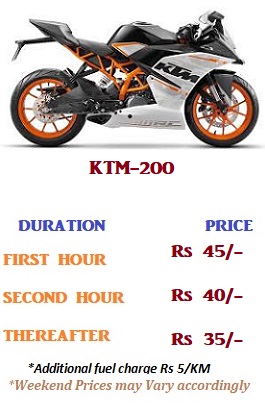 KTM
RC
KTM-200
DURATION PRICE
FIRST HOUR Rs 45/-
SECOND HOUR Rs 40/-
THEREAFTER Rs 35/-
*Additional fuel charge Rs 5/KM
*Weekend Prices may Vary accordingly